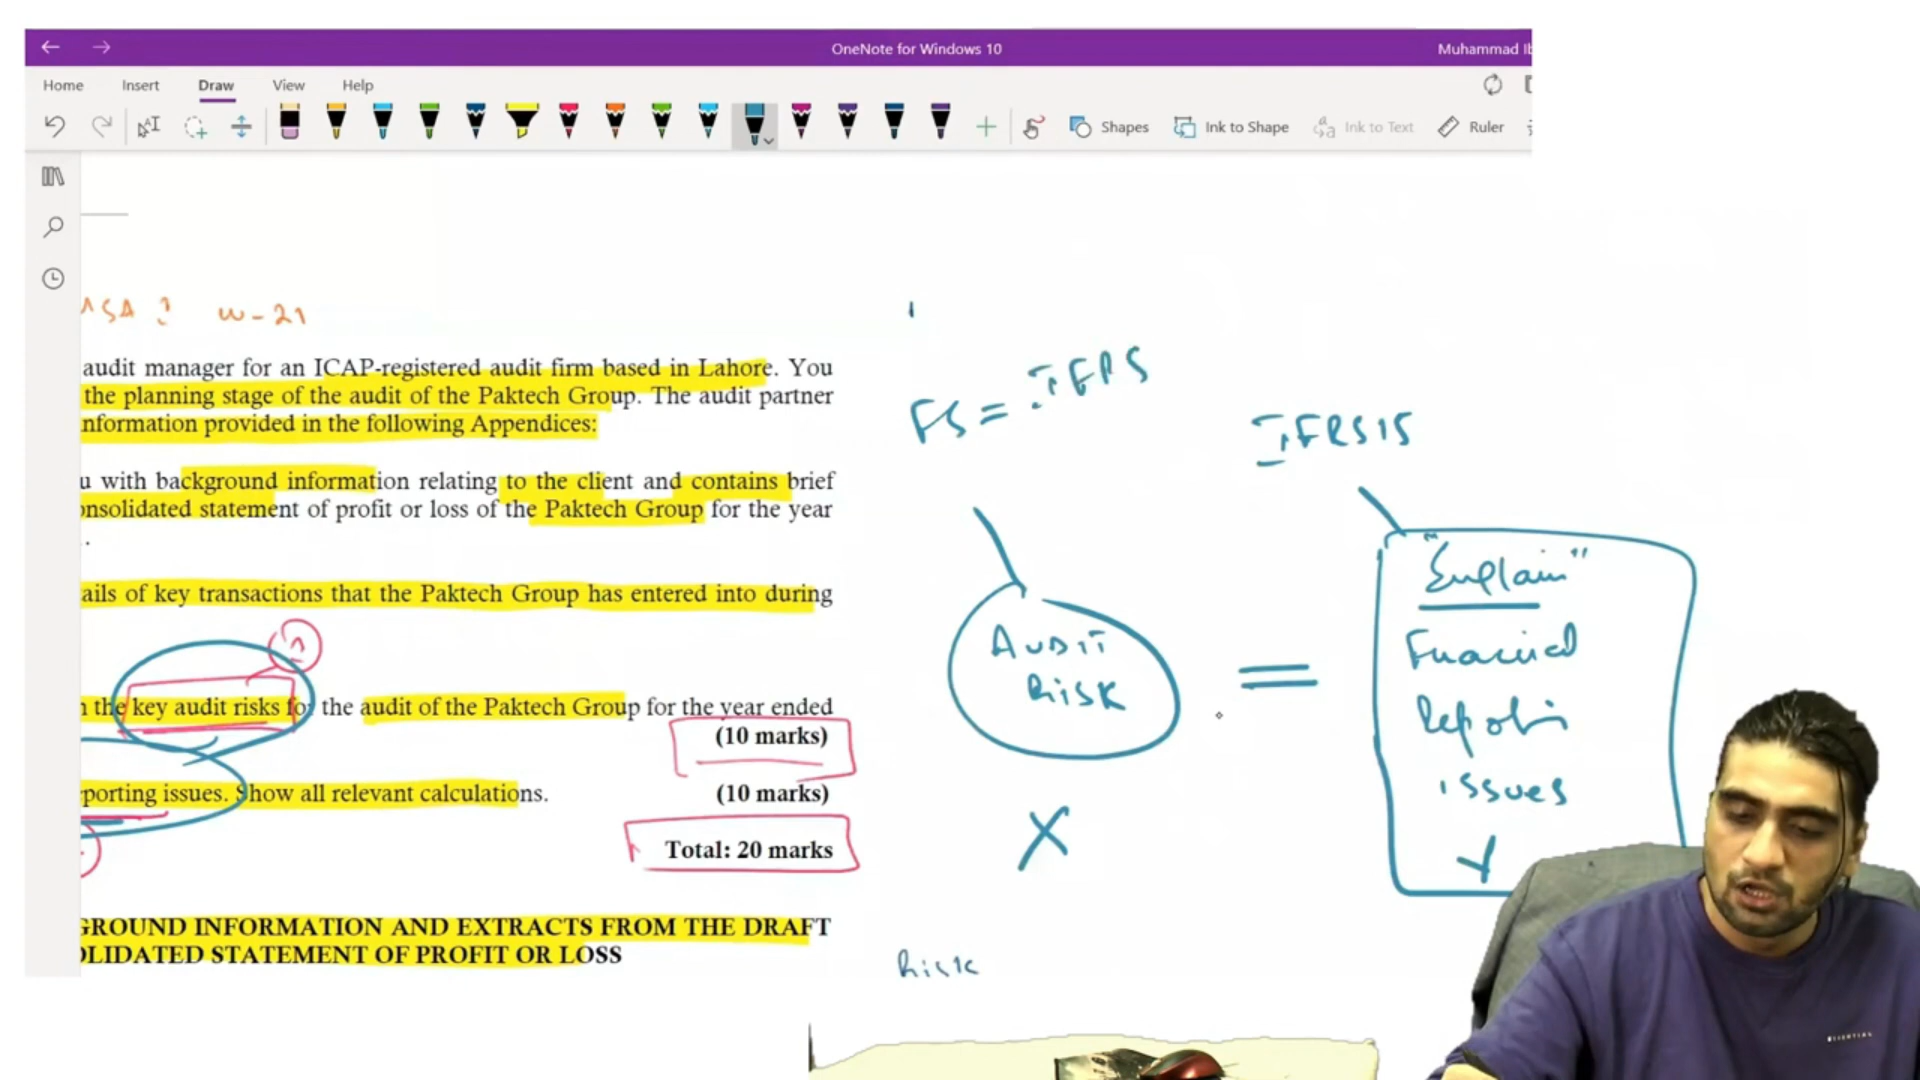 OneNote for Windows 10
Muhammad Ib
Home Insert Draw View Help
Shapes Ink to Shape Ink to Text Ruler
MSA : W-21
audit manager for an ICAP-registered audit firm based in Lahore. You
the planning stage of the audit of the Paktech Group. The audit partner
nformation provided in the following Appendices:
u with background information relating to the client and contains brief
onsolidated statement of profit or loss of the Paktech Group for the year
.
ails of key transactions that the Paktech Group has entered into during
n the key audit risks for the audit of the Paktech Group for the year ended
(10 marks)
porting issues. Show all relevant calculations.
(10 marks)
Total: 20 marks
GROUND INFORMATION AND EXTRACTS FROM THE DRAFT
OLIDATED STATEMENT OF PROFIT OR LOSS
FS = IFRS
AUDIT
RISK
=
X
Risk
IFRS15
"Explain"
Financial
Reporting
issues
ESSENTIAL